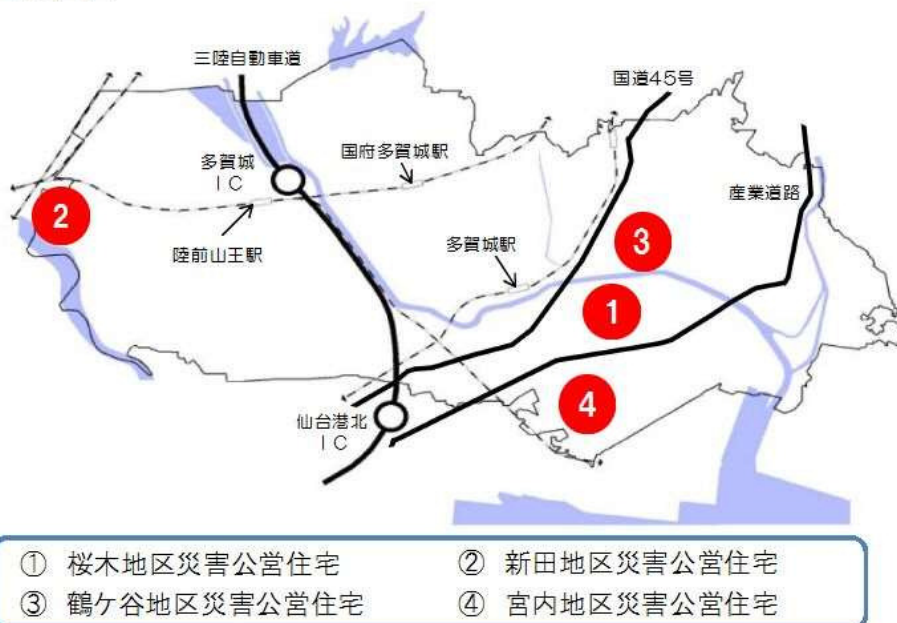 三陸自動車道
国道45号
多賀城
IC
国府多賀城駅
産業道路
2
陸前山王駅
多賀城駅
3
1
4
仙台港北
IC
① 桜木地区災害公営住宅
② 新田地区災害公営住宅
③ 鶴ケ谷地区災害公営住宅
④ 宮内地区災害公営住宅